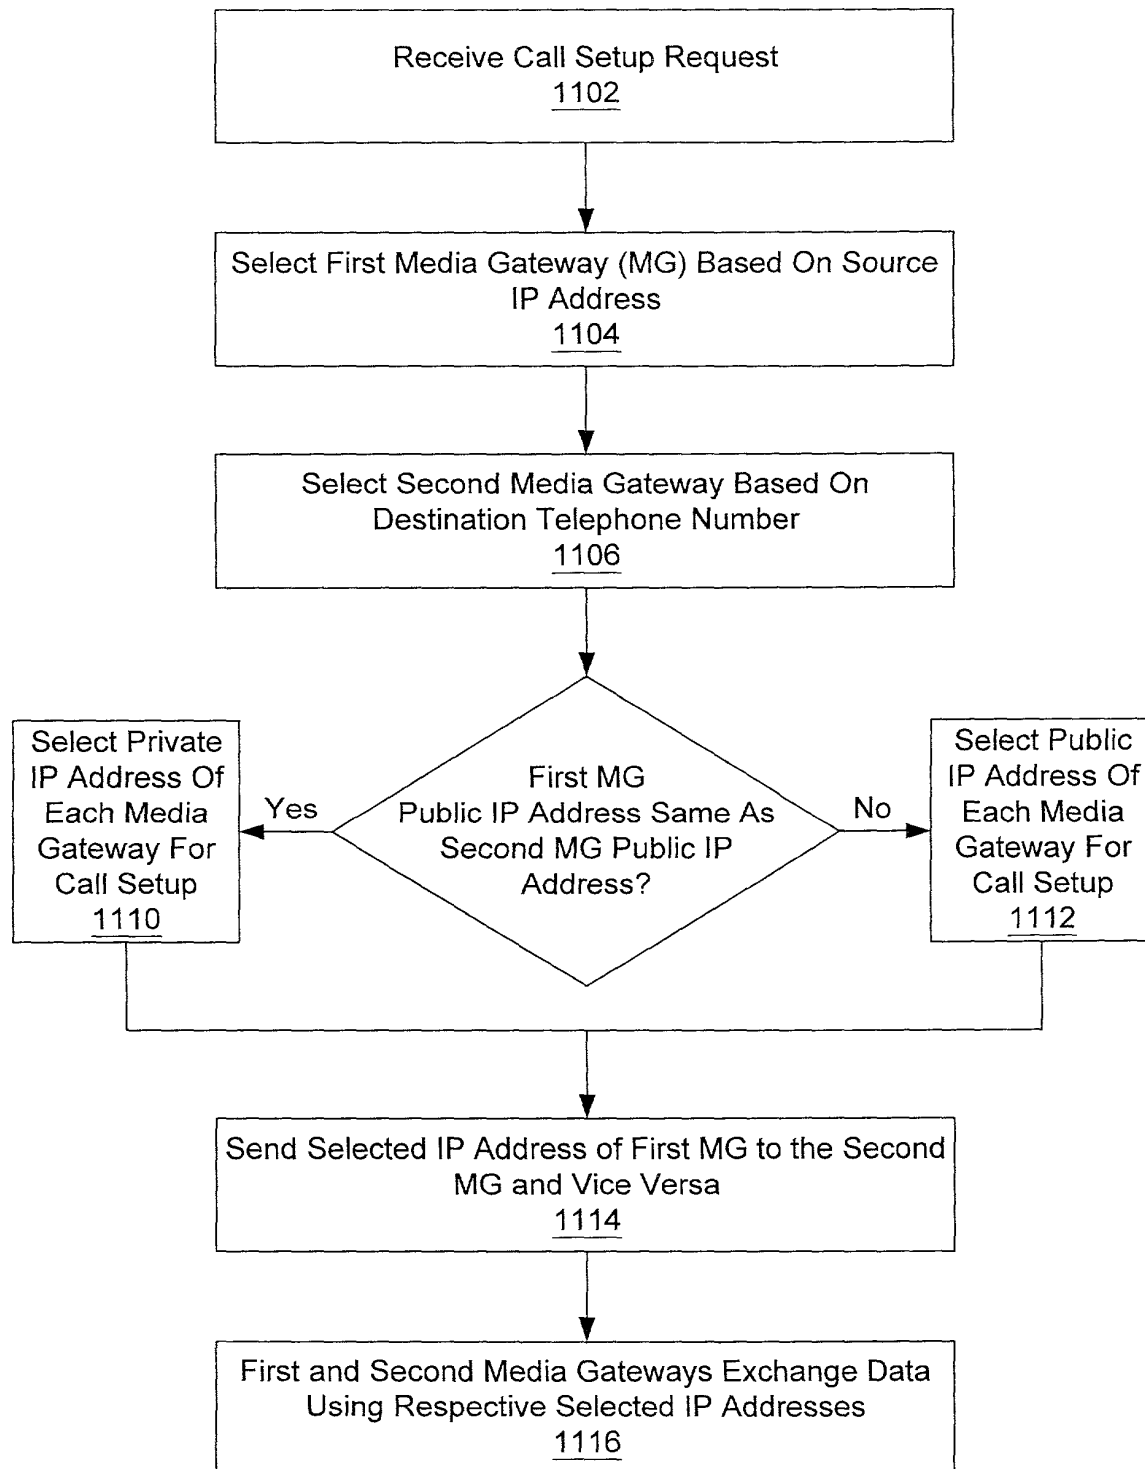 Receive Call Setup Request
1102
Select First Media Gateway (MG) Based On Source
IP Address
1104
Select Second Media Gateway Based On
Destination Telephone Number
1106
First MG
Public IP Address Same As
Second MG Public IP
Address?
Yes
No
Select Private
IP Address Of
Each Media
Gateway For
Call Setup
1110
Select Public
IP Address Of
Each Media
Gateway For
Call Setup
1112
Send Selected IP Address of First MG to the Second
MG and Vice Versa
1114
First and Second Media Gateways Exchange Data
Using Respective Selected IP Addresses
1116